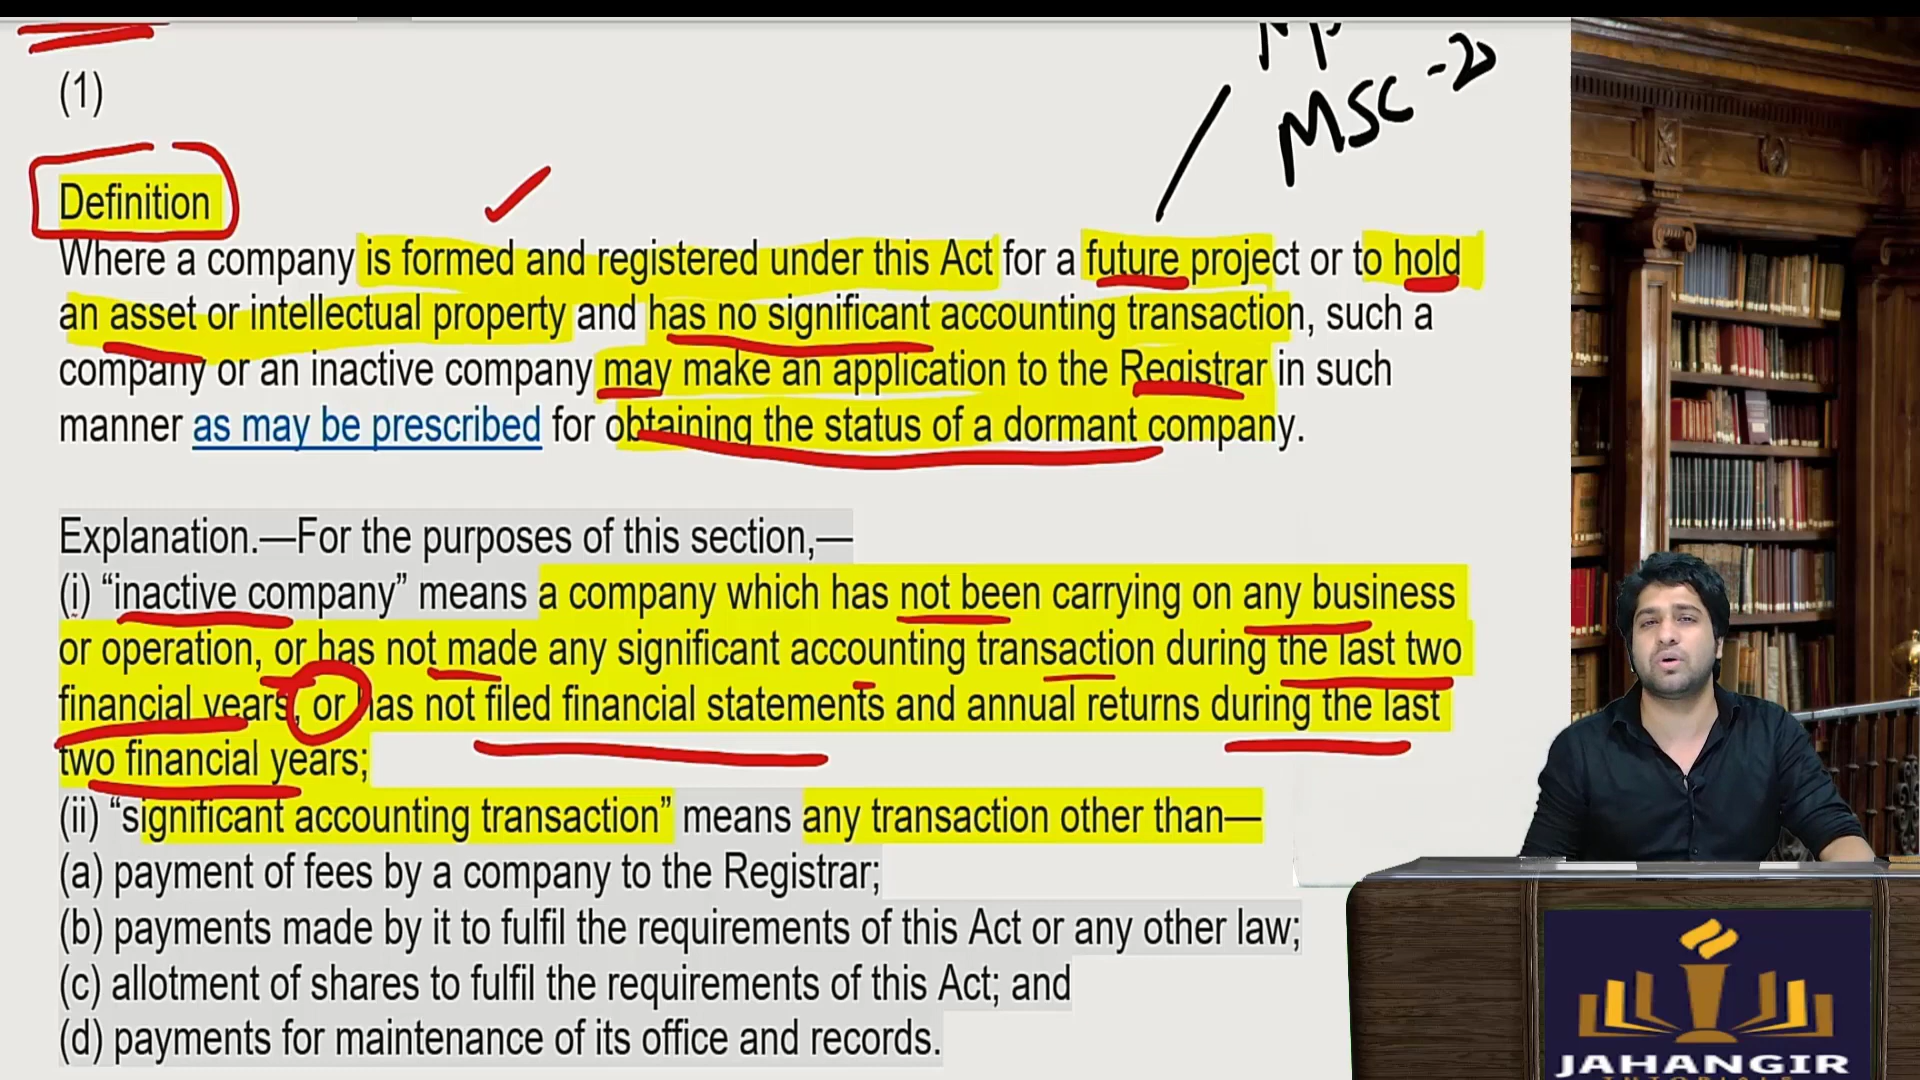 MSC -2
(1)
Definition
Where a company is formed and registered under this Act for a future project or to hold
an asset or intellectual property and has no significant accounting transaction, such a
company or an inactive company may make an application to the Registrar in such
manner as may be prescribed for obtaining the status of a dormant company.
Explanation.—For the purposes of this section,—
(i) “inactive company” means a company which has not been carrying on any business
or operation, or has not made any significant accounting transaction during the last two
financial years, or has not filed financial statements and annual returns during the last
two financial years;
(ii) “significant accounting transaction” means any transaction other than—
(a) payment of fees by a company to the Registrar;
(b) payments made by it to fulfil the requirements of this Act or any other law;
(c) allotment of shares to fulfil the requirements of this Act; and
(d) payments for maintenance of its office and records.
JAHANGIR